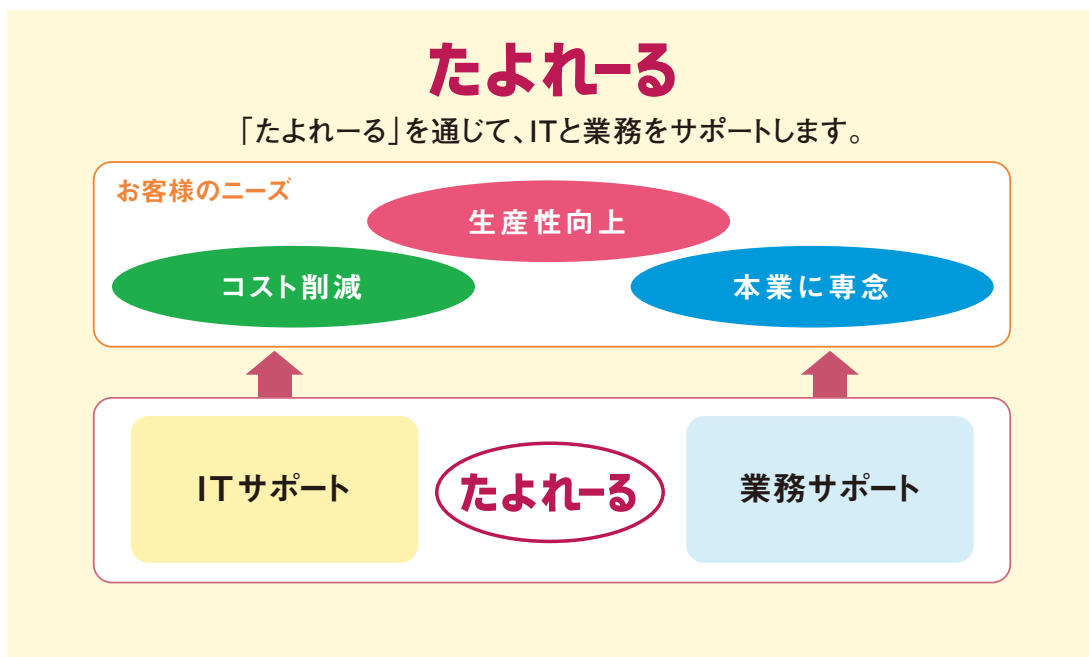 たよれーる
「たよれーる」を通じて、ITと業務をサポートします。
お客様のニーズ
生産性向上
コスト削減
本業に専念
ITサポート
たよれーる
業務サポート